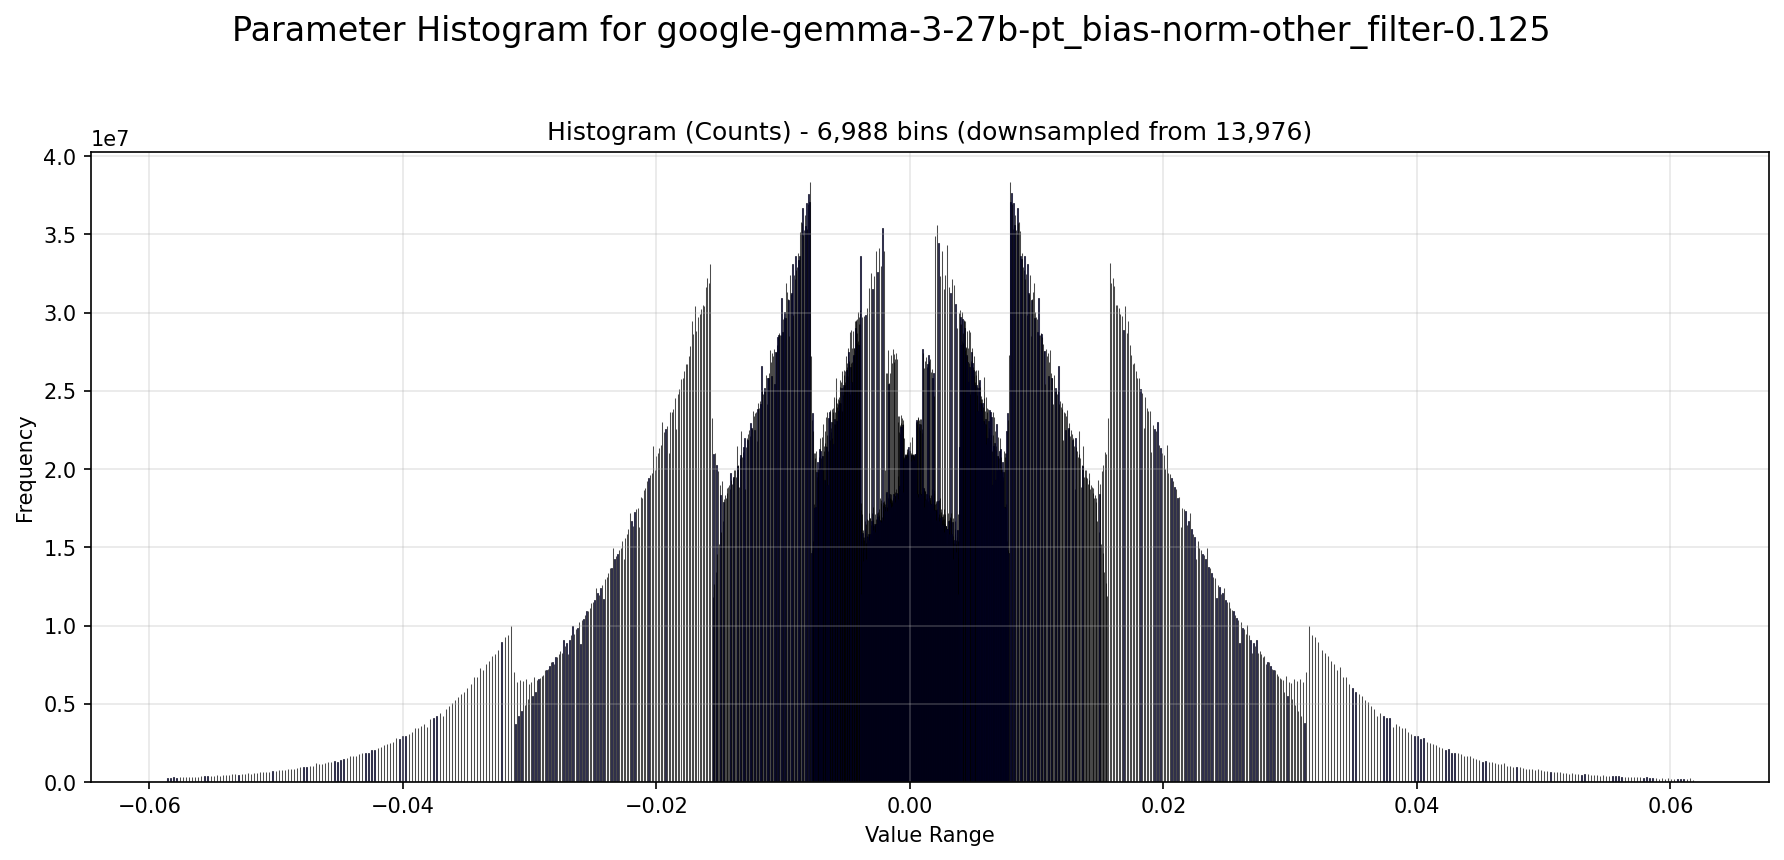 Parameter Histogram for google-gemma-3-27b-pt_bias-norm-other_filter-0.125
Histogram (Counts) - 6,988 bins (downsampled from 13,976)
1e7
4.0
3.5
3.0
2.5
2.0
1.5
1.0
0.5
0.0
Frequency
−0.06 −0.04 −0.02 0.00 0.02 0.04 0.06
Value Range